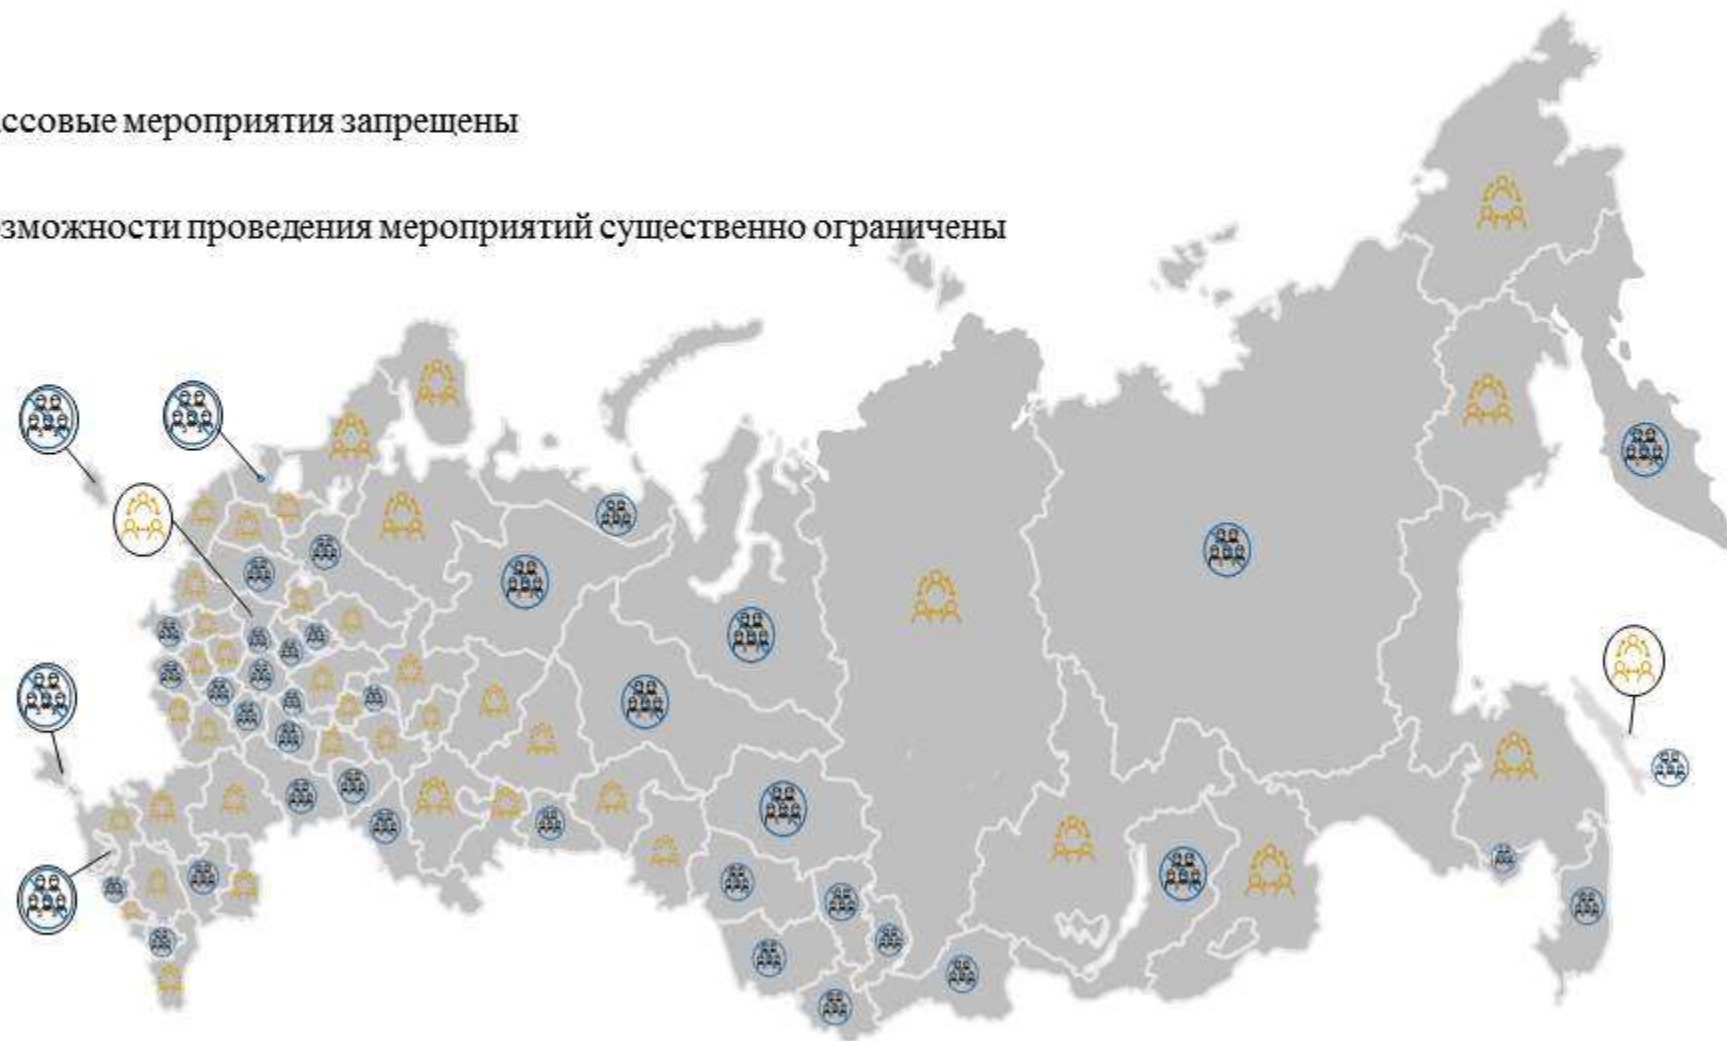 ссовые мероприятия запрещены
зможности проведения мероприятий существенно ограничены